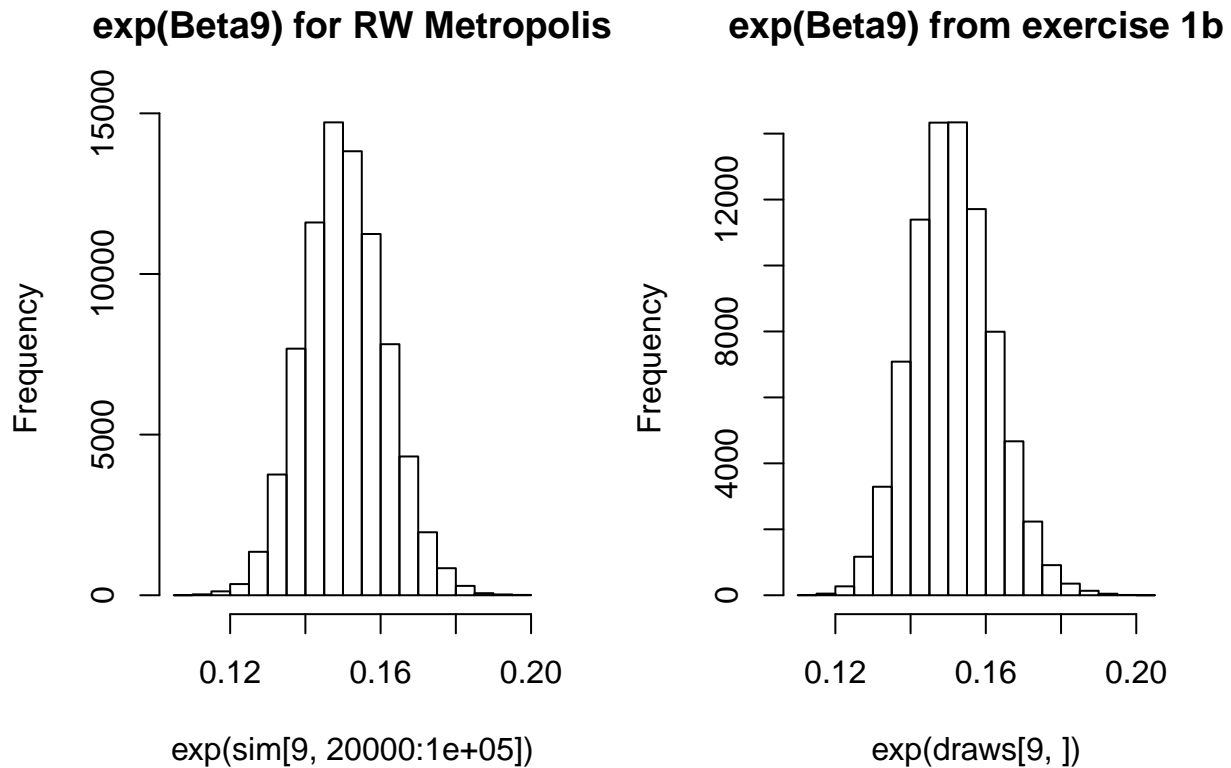 exp(Beta9) for RW Metropolis
Frequency
15000
10000
5000
0
0.12 0.16 0.20
exp(sim[9, 20000:1e+05])
exp(Beta9) from exercise 1b
Frequency
12000
8000
4000
0
0.12 0.16 0.20
exp(draws[9, ])